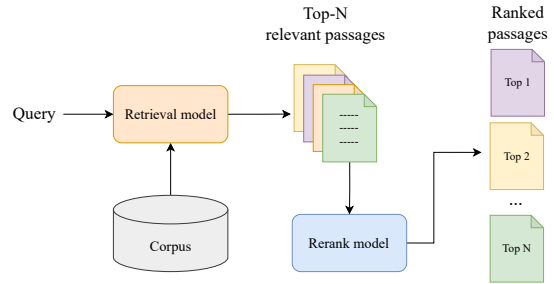 Top-N
relevant passages
Ranked
passages
Query
Retrieval model
-----
-----
-----
Top 1
Top 2
...
Top N
Corpus
Rerank model